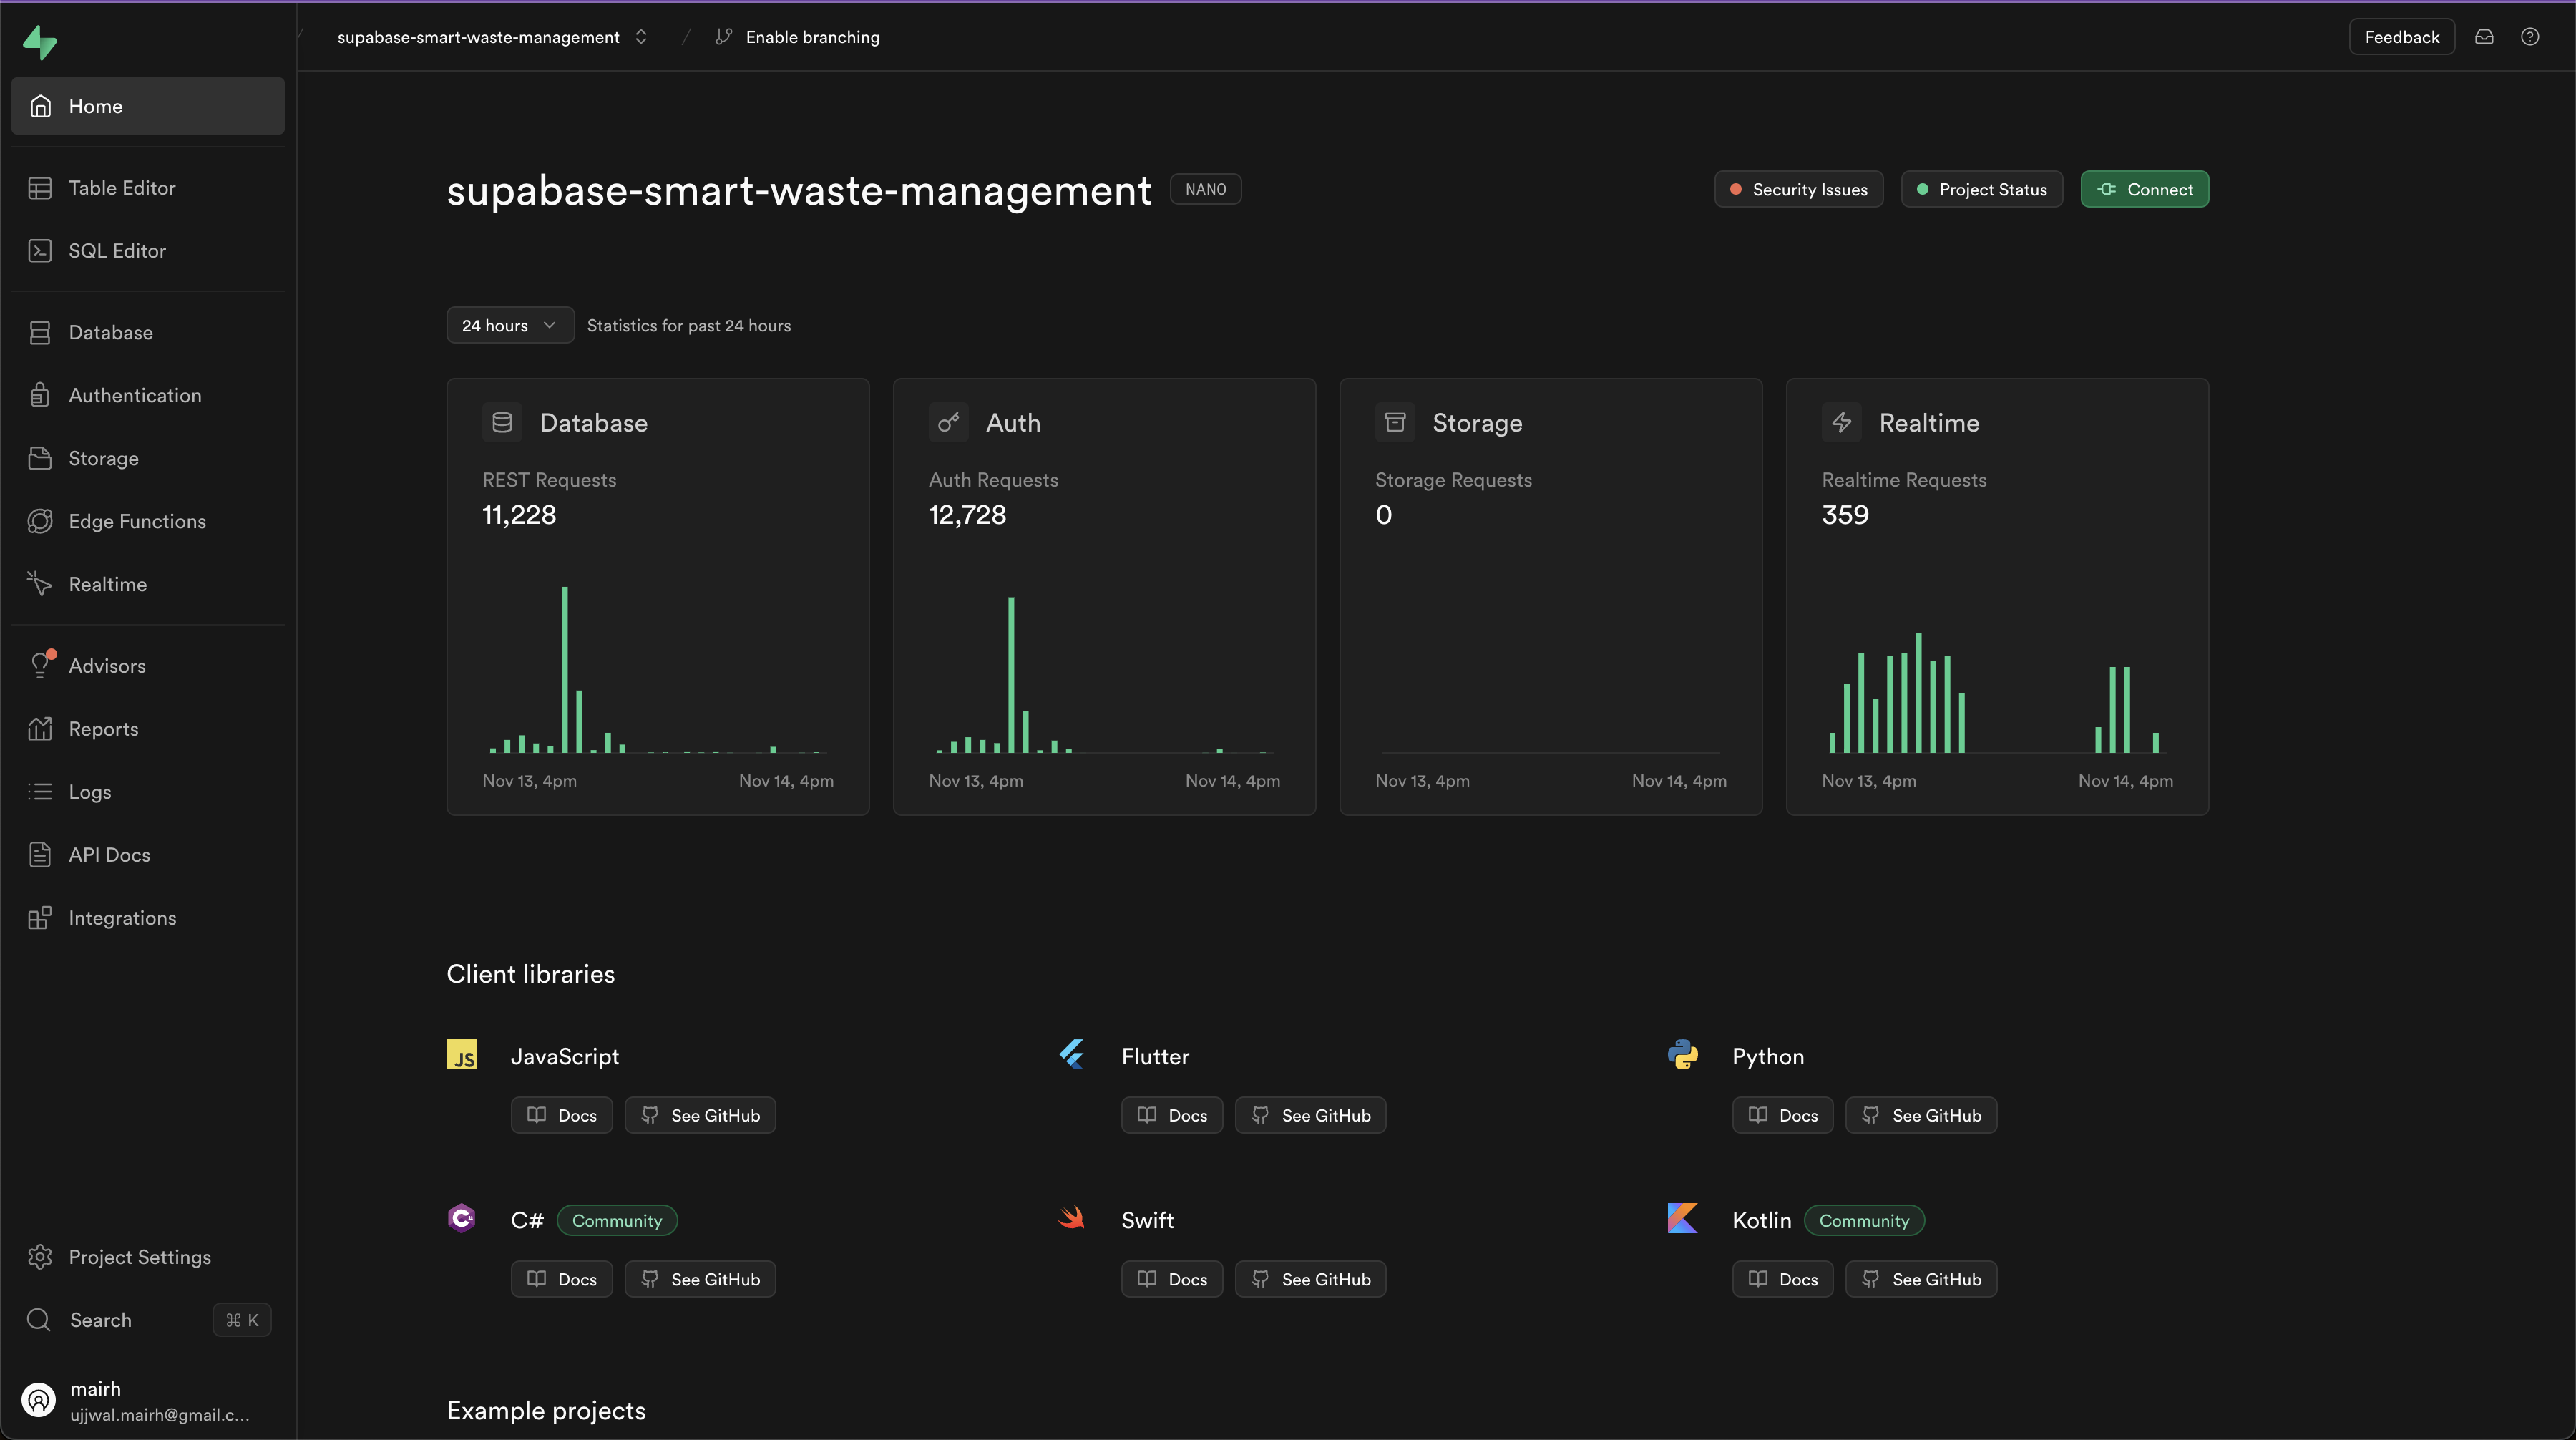 supabase-smart-waste-management
Enable branching
Feedback
Home
Table Editor
SQL Editor
Database
Authentication
Storage
Edge Functions
Realtime
Advisors
Reports
Logs
API Docs
Integrations
Project Settings
Search ⌘ K
mairh
ujjwal.mairh@gmail.c...
supabase-smart-waste-management NANO
Security Issues
Project Status
Connect
24 hours Statistics for past 24 hours
Database
REST Requests
11,228
Nov 13, 4pm Nov 14, 4pm
Auth
Auth Requests
12,728
Nov 13, 4pm Nov 14, 4pm
Storage
Storage Requests
0
Nov 13, 4pm Nov 14, 4pm
Realtime
Realtime Requests
359
Nov 13, 4pm Nov 14, 4pm
Client libraries
JS JavaScript
Docs See GitHub
Flutter
Docs See GitHub
Python
Docs See GitHub
C# Community
Docs See GitHub
Swift
Docs See GitHub
Kotlin Community
Docs See GitHub
Example projects